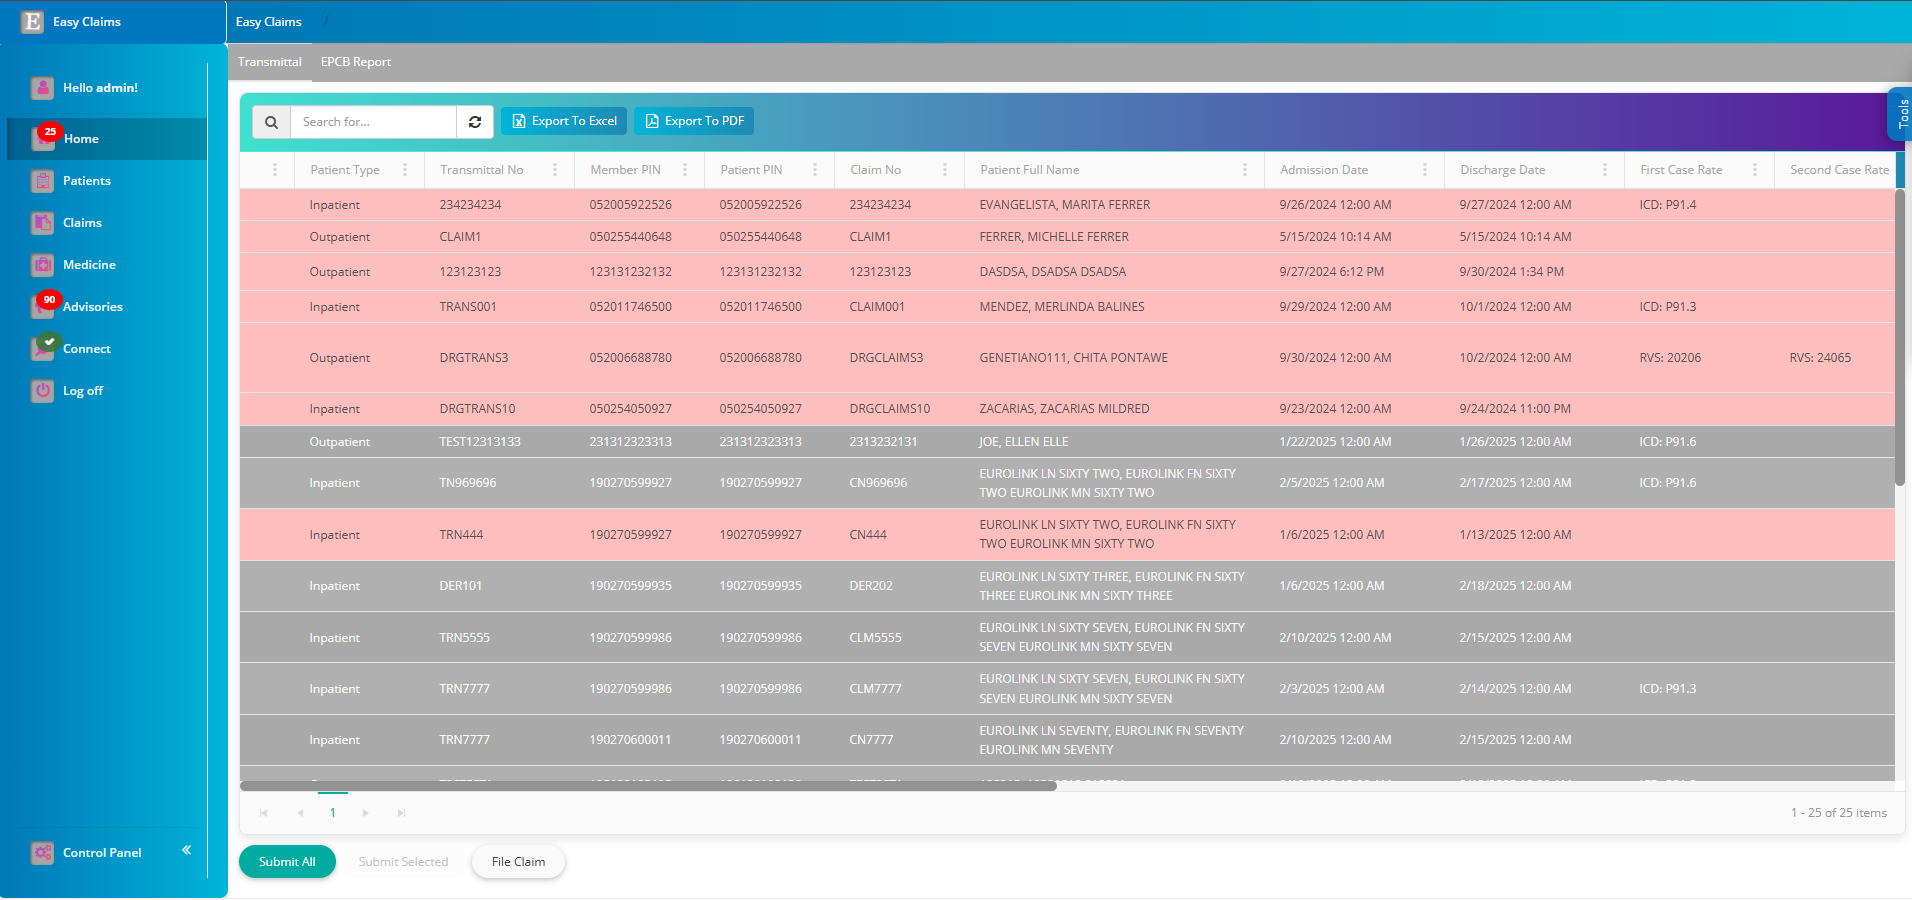 E Easy Claims
Easy Claims /
Hello admin!
25 Home
Patients
Claims
Medicine
90 Advisories
Connect
Log off
Control Panel
Transmittal EPCB Report
Search for... Export To Excel Export To PDF
Tools
Patient Type Transmittal No Member PIN Patient PIN Claim No Patient Full Name Admission Date Discharge Date First Case Rate Second Case Rate
Inpatient 234234234 052005922526 052005922526 234234234 EVANGELISTA, MARITA FERRER 9/26/2024 12:00 AM 9/27/2024 12:00 AM ICD: P91.4
Outpatient CLAIM1 050255440648 050255440648 CLAIM1 FERRER, MICHELLE FERRER 5/15/2024 10:14 AM 5/15/2024 10:14 AM
Outpatient 123123123 123131232132 123131232132 123123123 DASDSA, DSADSA DSADSA 9/27/2024 6:12 PM 9/30/2024 1:34 PM
Inpatient TRANS001 052011746500 052011746500 CLAIM001 MENDEZ, MERLINDA BALINES 9/29/2024 12:00 AM 10/1/2024 12:00 AM ICD: P91.3
Outpatient DRGTRANS3 052006688780 052006688780 DRGCLAIMS3 GENETIANO111, CHITA PONTAWE 9/30/2024 12:00 AM 10/2/2024 12:00 AM RVS: 20206 RVS: 24065
Inpatient DRGTRANS10 050254050927 050254050927 DRGCLAIMS10 ZACARIAS, ZACARIAS MILDRED 9/23/2024 12:00 AM 9/24/2024 11:00 PM
Outpatient TEST12313133 231312323313 231312323313 2313232131 JOE, ELLEN ELLE 1/22/2025 12:00 AM 1/26/2025 12:00 AM ICD: P91.6
Inpatient TN969696 190270599927 190270599927 CN969696 EUROLINK LN SIXTY TWO, EUROLINK FN SIXTY 2/5/2025 12:00 AM 2/17/2025 12:00 AM ICD: P91.6
TWO EUROLINK MN SIXTY TWO
Inpatient TRN444 190270599927 190270599927 CN444 EUROLINK LN SIXTY TWO, EUROLINK FN SIXTY 1/6/2025 12:00 AM 1/13/2025 12:00 AM
TWO EUROLINK MN SIXTY TWO
Inpatient DER101 190270599935 190270599935 DER202 EUROLINK LN SIXTY THREE, EUROLINK FN SIXTY 1/6/2025 12:00 AM 2/18/2025 12:00 AM
THREE EUROLINK MN SIXTY THREE
Inpatient TRN5555 190270599986 190270599986 CLM5555 EUROLINK LN SIXTY SEVEN, EUROLINK FN SIXTY 2/10/2025 12:00 AM 2/15/2025 12:00 AM
SEVEN EUROLINK MN SIXTY SEVEN
Inpatient TRN7777 190270599986 190270599986 CLM7777 EUROLINK LN SIXTY SEVEN, EUROLINK FN SIXTY 2/3/2025 12:00 AM 2/14/2025 12:00 AM ICD: P91.3
SEVEN EUROLINK MN SIXTY SEVEN
Inpatient TRN7777 190270600011 190270600011 CN7777 EUROLINK LN SEVENTY, EUROLINK FN SEVENTY 2/10/2025 12:00 AM 2/15/2025 12:00 AM
EUROLINK MN SEVENTY
1
1 - 25 of 25 items
Submit All Submit Selected File Claim